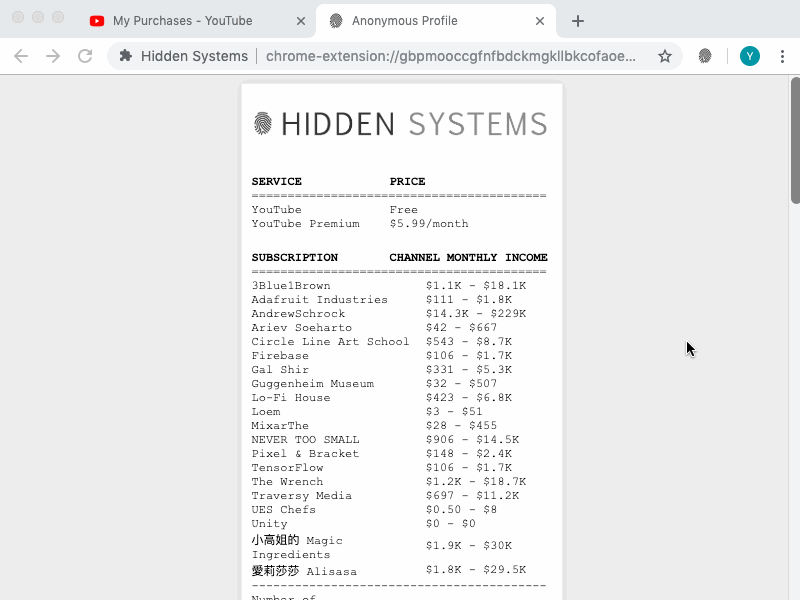 My Purchases - YouTube
Anonymous Profile
Hidden Systems | chrome-extension://gbpmooccgfnfbdckmgkllbkcofaoe...
Y
HIDDEN SYSTEMS
SERVICE PRICE
=========================================
YouTube Free
YouTube Premium $5.99/month
SUBSCRIPTION CHANNEL MONTHLY INCOME
=========================================
3Blue1Brown $1.1K - $18.1K
Adafruit Industries $111 - $1.8K
AndrewSchrock $14.3K - $229K
Ariev Soeharto $42 - $667
Circle Line Art School $543 - $8.7K
Firebase $106 - $1.7K
Gal Shir $331 - $5.3K
Guggenheim Museum $32 - $507
Lo-Fi House $423 - $6.8K
Loem $3 - $51
MixarThe $28 - $455
NEVER TOO SMALL $906 - $14.5K
Pixel & Bracket $148 - $2.4K
TensorFlow $106 - $1.7K
The Wrench $1.2K - $18.7K
Traversy Media $697 - $11.2K
UES Chefs $0.50 - $8
Unity $0 - $0
小高姐的 Magic Ingredients $1.9K - $30K
愛莉莎莎 Alisasa $1.8K - $29.5K
-----------------------------------------
Number of